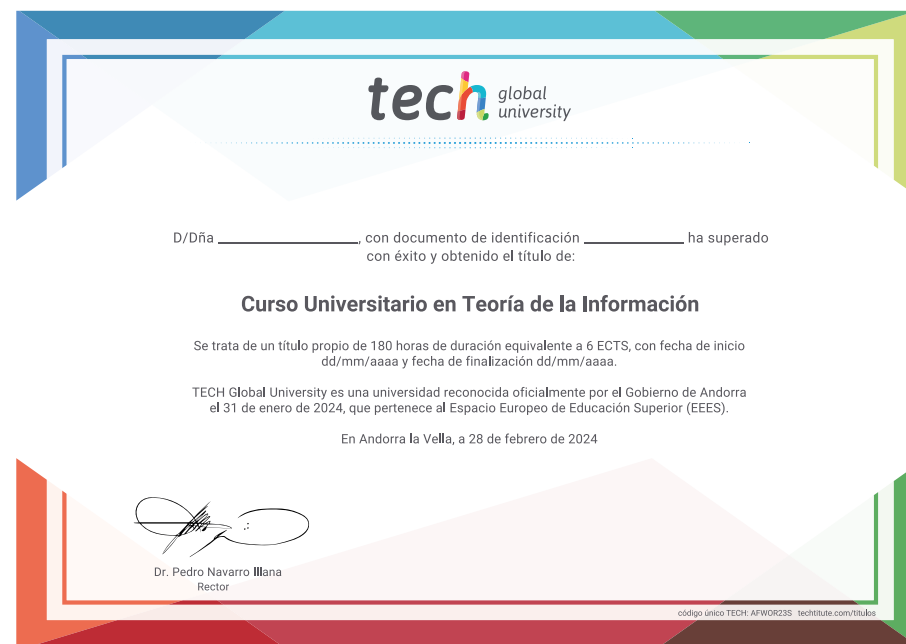 tech global
university
D/Dña ____________________, con documento de identificación ______________ ha superado
con éxito y obtenido el título de:
Curso Universitario en Teoría de la Información
Se trata de un título propio de 180 horas de duración equivalente a 6 ECTS, con fecha de inicio
dd/mm/aaaa y fecha de finalización dd/mm/aaaa.
TECH Global University es una universidad reconocida oficialmente por el Gobierno de Andorra
el 31 de enero de 2024, que pertenece al Espacio Europeo de Educación Superior (EEES).
En Andorra la Vella, a 28 de febrero de 2024
Dr. Pedro Navarro Illana
Rector
código único TECH: AFWOR23S techtitute.com/titulos